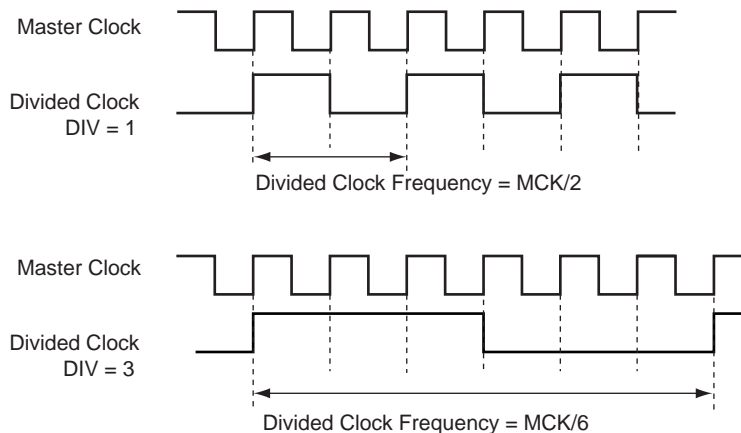 Master Clock
Divided Clock
DIV = 1
Divided Clock Frequency = MCK/2
Master Clock
Divided Clock
DIV = 3
Divided Clock Frequency = MCK/6